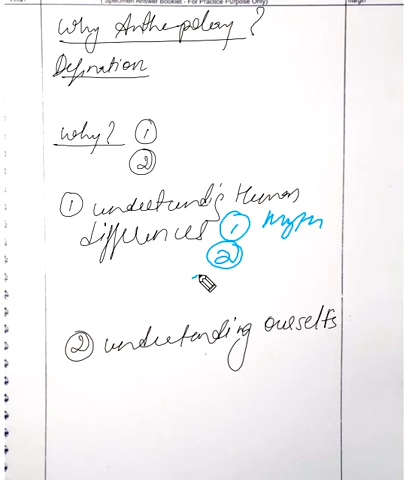 ( Specimen Answer Booklet - For Practice Purpose Only)
margin
Why Anthropology?
Defination
Why? ①
②
① understanding Human
differences ① Myth
②
② understanding ourselfs